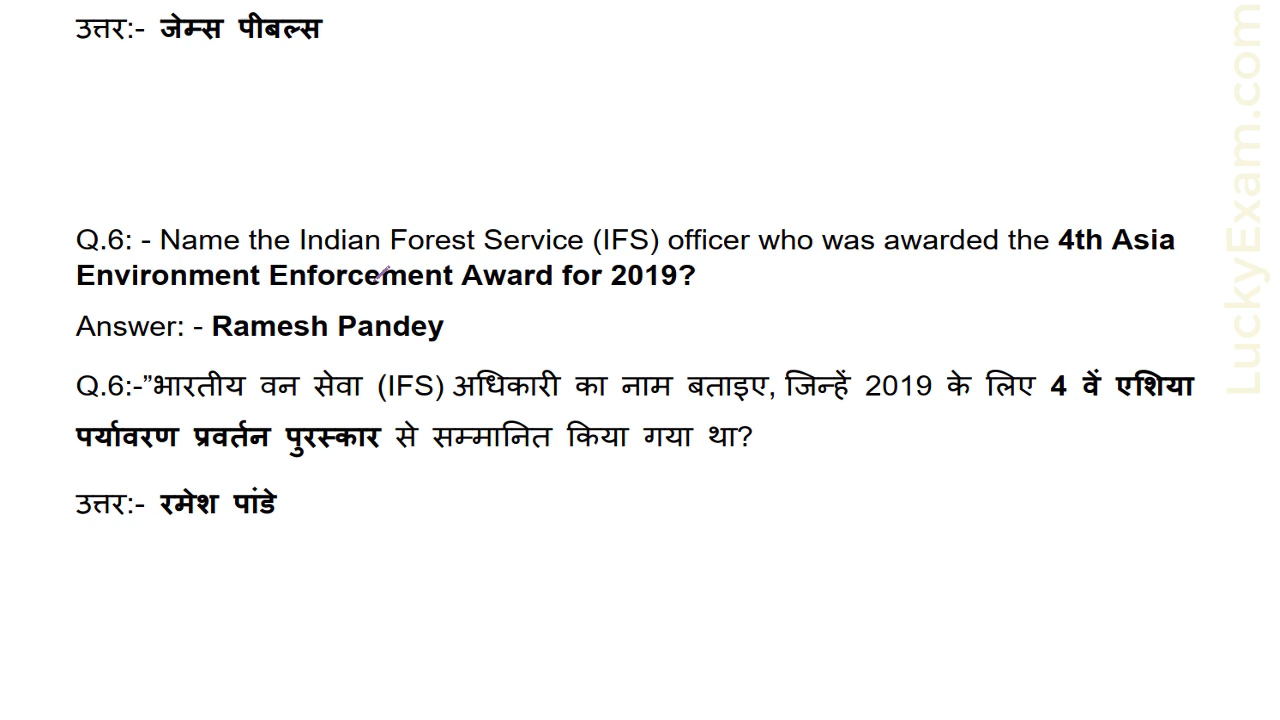 उत्तर:- जेम्स पीबल्स
Q.6: - Name the Indian Forest Service (IFS) officer who was awarded the 4th Asia
Environment Enforcement Award for 2019?
Answer: - Ramesh Pandey
Q.6:-”भारतीय वन सेवा (IFS) अधिकारी का नाम बताइए, जिन्हें 2019 के लिए 4 वें एशिया
पर्यावरण प्रवर्तन पुरस्कार से सम्मानित किया गया था?
उत्तर:- रमेश पांडे
LuckyExam.com